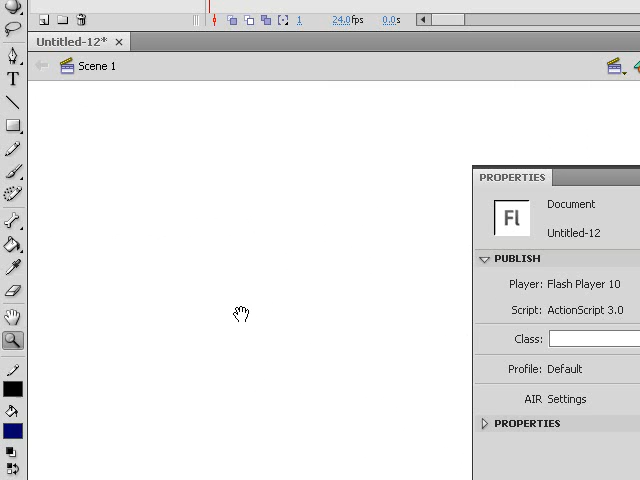 1 24.0fps 0.0s
Untitled-12*
Scene 1
T
PROPERTIES
Fl
Document
Untitled-12
PUBLISH
Player: Flash Player 10
Script: ActionScript 3.0
Class:
Profile: Default
AIR Settings
PROPERTIES